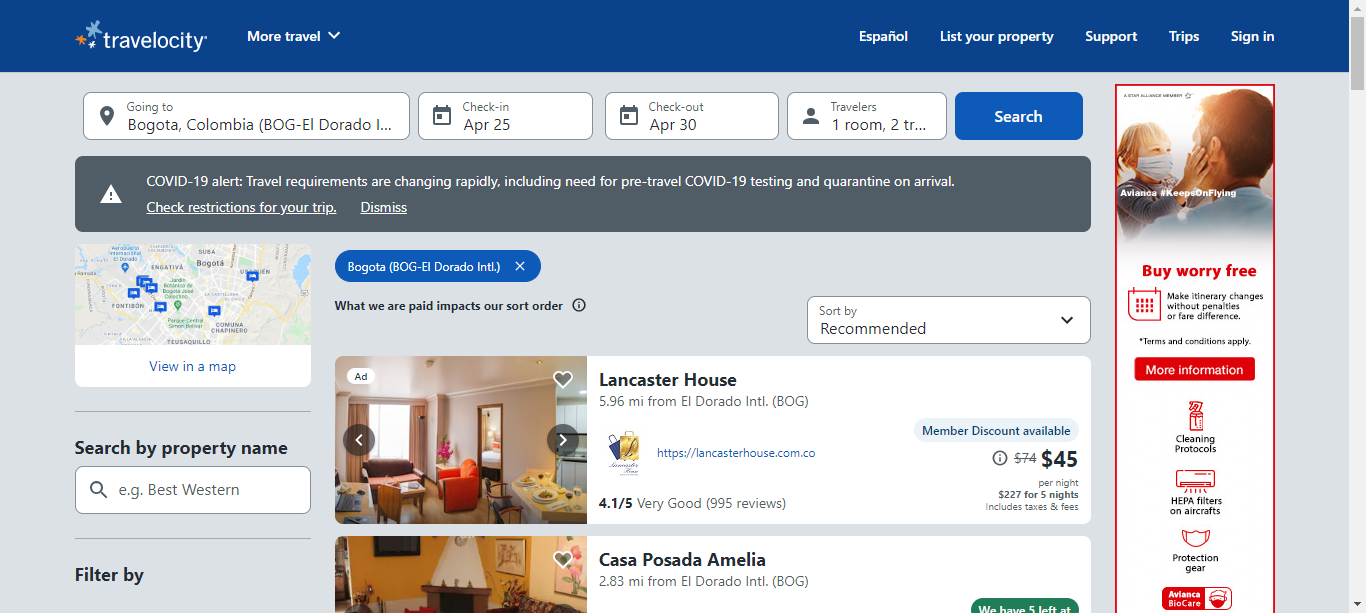 travelocity
More travel
Español
List your property
Support
Trips
Sign in
Going to
Bogota, Colombia (BOG-El Dorado I...
Check-in
Apr 25
Check-out
Apr 30
Travelers
1 room, 2 tr...
Search
COVID-19 alert: Travel requirements are changing rapidly, including need for pre-travel COVID-19 testing and quarantine on arrival.
Check restrictions for your trip.
Dismiss
SUBA
Bogotá
ENGATIVÁ
FONTIBÓN
COMUNA
CHAPINERO
TEUSAQUILLO
View in a map
Search by property name
e.g. Best Western
Filter by
Bogota (BOG-El Dorado Intl.)
What we are paid impacts our sort order
Sort by
Recommended
Ad
Lancaster House
5.96 mi from El Dorado Intl. (BOG)
Lancaster
House
https://lancasterhouse.com.co
4.1/5 Very Good (995 reviews)
Member Discount available
$74 $45
per night
$227 for 5 nights
Includes taxes & fees
Casa Posada Amelia
2.83 mi from El Dorado Intl. (BOG)
We have 5 left at
A STAR ALLIANCE MEMBER
Avianca #KeepsOnFlying
Buy worry free
Make itinerary changes
without penalties
or fare difference.
*Terms and conditions apply.
More information
Cleaning
Protocols
HEPA filters
on aircrafts
Protection
gear
Avianca
BioCare